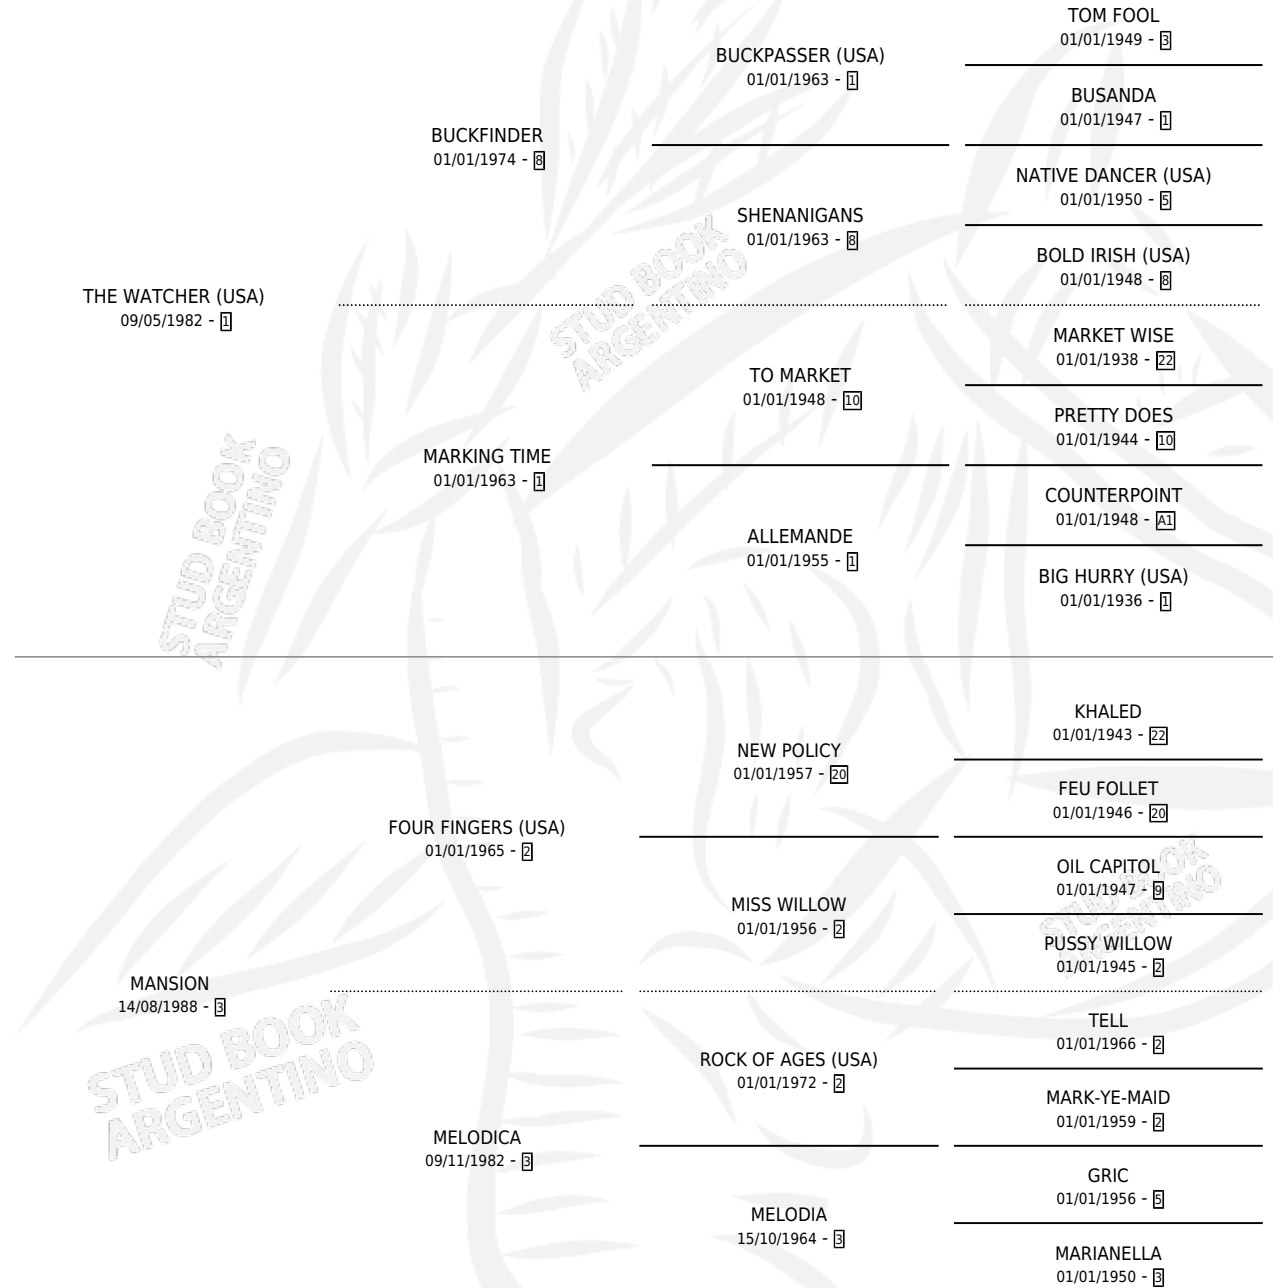 TOM FOOL
01/01/1949 - 3
BUCKPASSER (USA)
01/01/1963 - 1
BUSANDA
01/01/1947 - 1
BUCKFINDER
01/01/1974 - 8
NATIVE DANCER (USA)
01/01/1950 - 5
SHENANIGANS
01/01/1963 - 8
BOLD IRISH (USA)
01/01/1948 - 8
THE WATCHER (USA)
09/05/1982 - 1
STUD BOOK
ARGENTINO
MARKET WISE
01/01/1938 - 22
TO MARKET
01/01/1948 - 10
PRETTY DOES
01/01/1944 - 10
MARKING TIME
01/01/1963 - 1
COUNTERPOINT
01/01/1948 - A1
ALLEMANDE
01/01/1955 - 1
BIG HURRY (USA)
01/01/1936 - 1
STUD BOOK
ARGENTINO
KHALED
01/01/1943 - 22
NEW POLICY
01/01/1957 - 20
FEU FOLLET
01/01/1946 - 20
FOUR FINGERS (USA)
01/01/1965 - 2
OIL CAPITOL
01/01/1947 - 9
MISS WILLOW
01/01/1956 - 2
STUD BOOK
ARGENTINO
PUSSY WILLOW
01/01/1945 - 2
MANSION
14/08/1988 - 3
TELL
01/01/1966 - 2
ROCK OF AGES (USA)
01/01/1972 - 2
MARK-YE-MAID
01/01/1959 - 2
STUD BOOK
ARGENTINO
MELODICA
09/11/1982 - 3
GRIC
01/01/1956 - 5
MELODIA
15/10/1964 - 3
MARIANELLA
01/01/1950 - 3